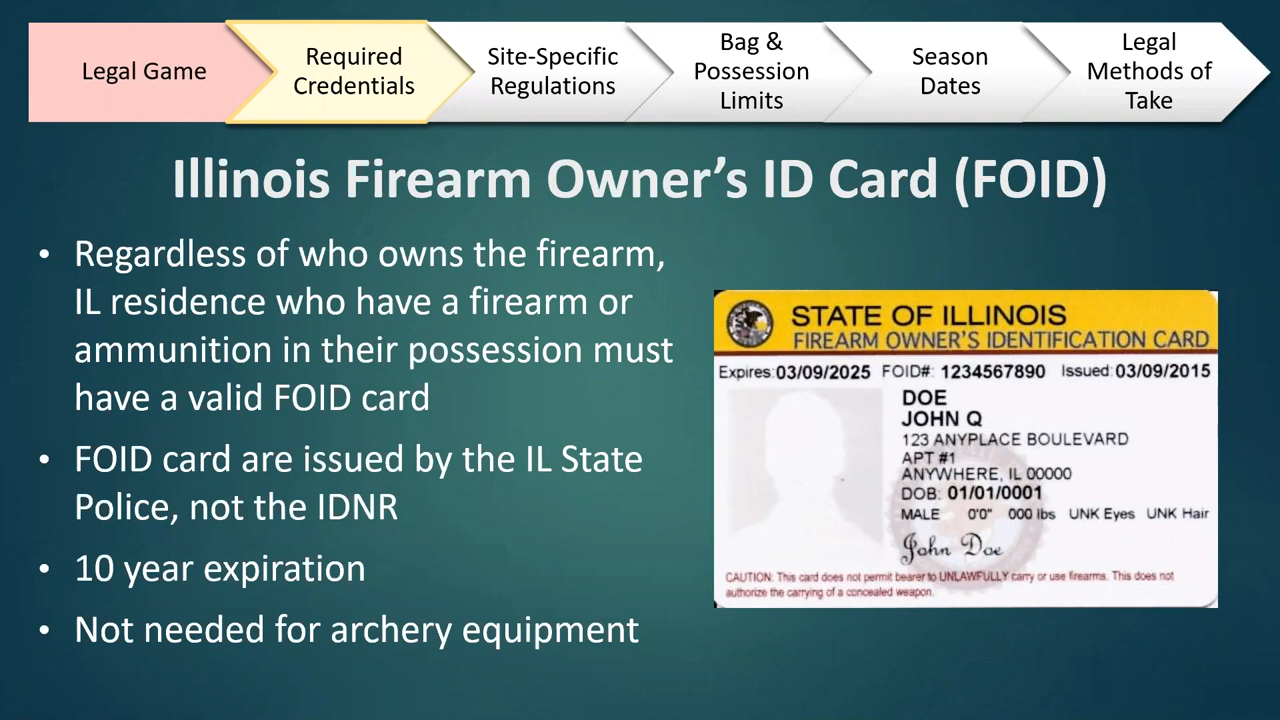 Legal Game
Required
Credentials
Site-Specific
Regulations
Bag &
Possession
Limits
Season
Dates
Legal
Methods of
Take
Illinois Firearm Owner’s ID Card (FOID)
• Regardless of who owns the firearm,
IL residence who have a firearm or
ammunition in their possession must
have a valid FOID card
• FOID card are issued by the IL State
Police, not the IDNR
• 10 year expiration
• Not needed for archery equipment
STATE OF ILLINOIS
FIREARM OWNER'S IDENTIFICATION CARD
Expires: 03/09/2025 FOID#: 1234567890 Issued: 03/09/2015
DOE
JOHN Q
123 ANYPLACE BOULEVARD
APT #1
ANYWHERE, IL 00000
DOB: 01/01/0001
MALE 0'0" 000 lbs UNK Eyes UNK Hair
John Doe
CAUTION: This card does not permit bearer to UNLAWFULLY carry or use firearms. This does not
authorize the carrying of a concealed weapon.